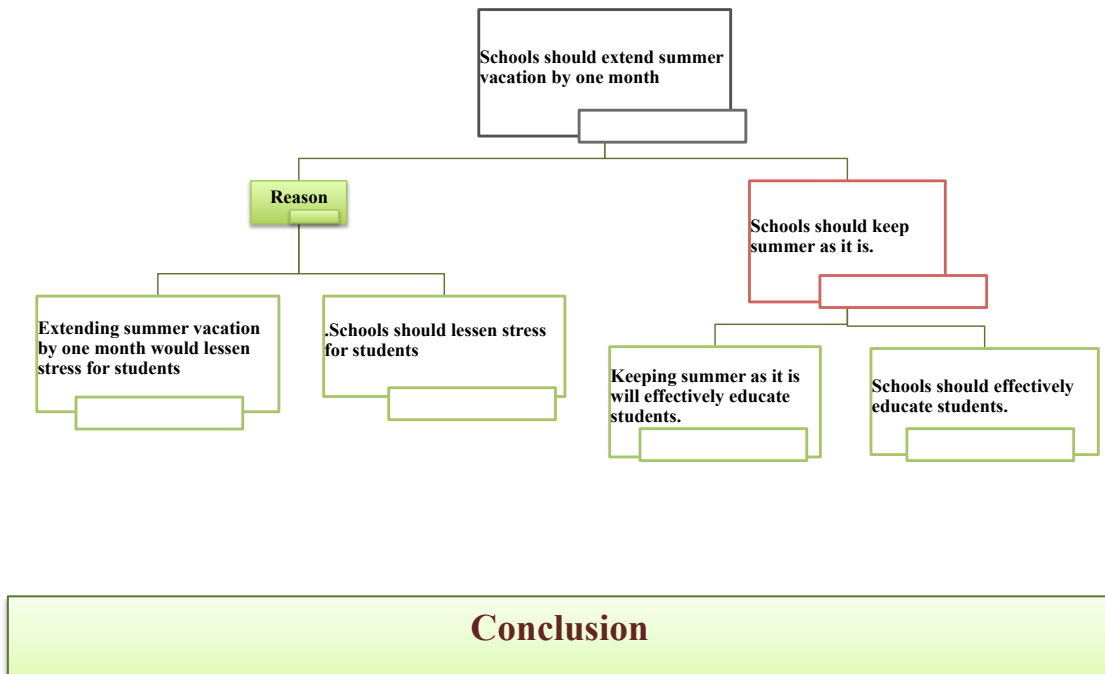 Schools should extend summer
vacation by one month
Reason
Schools should keep
summer as it is.
Extending summer vacation
by one month would lessen
stress for students
.Schools should lessen stress
for students
Keeping summer as it is
will effectively educate
students.
Schools should effectively
educate students.
Conclusion